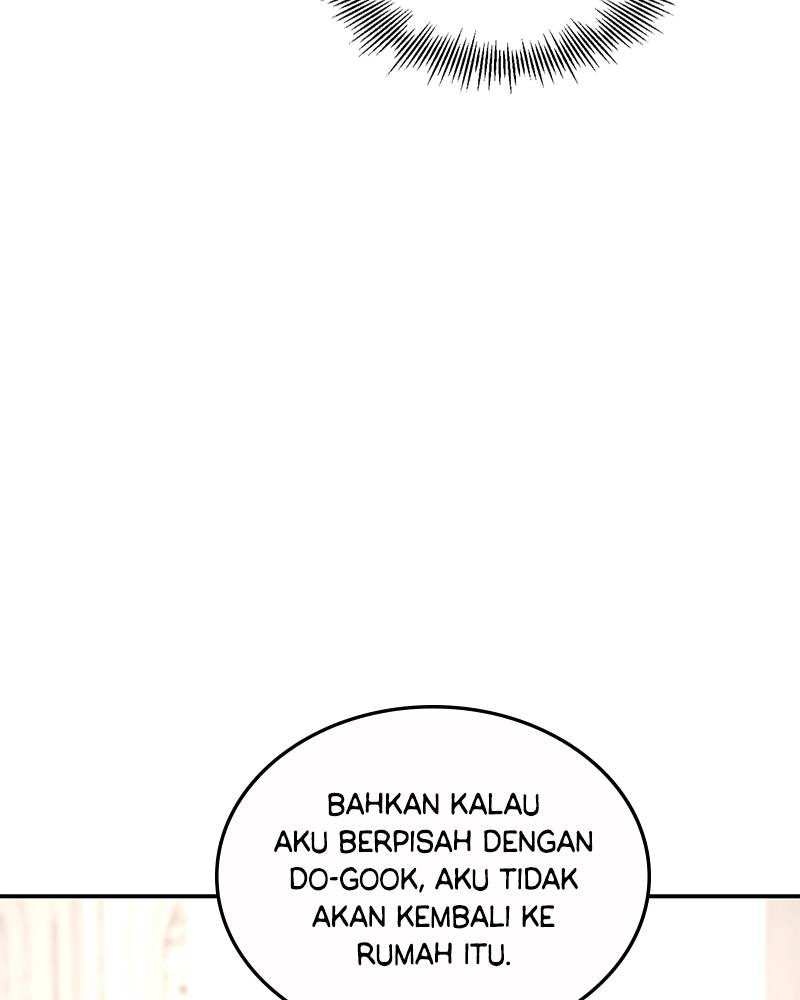 BAHKAN KALAU
AKU BERPISAH DENGAN
DO-GOOK, AKU TIDAK
AKAN KEMBALI KE
RUMAH ITU.